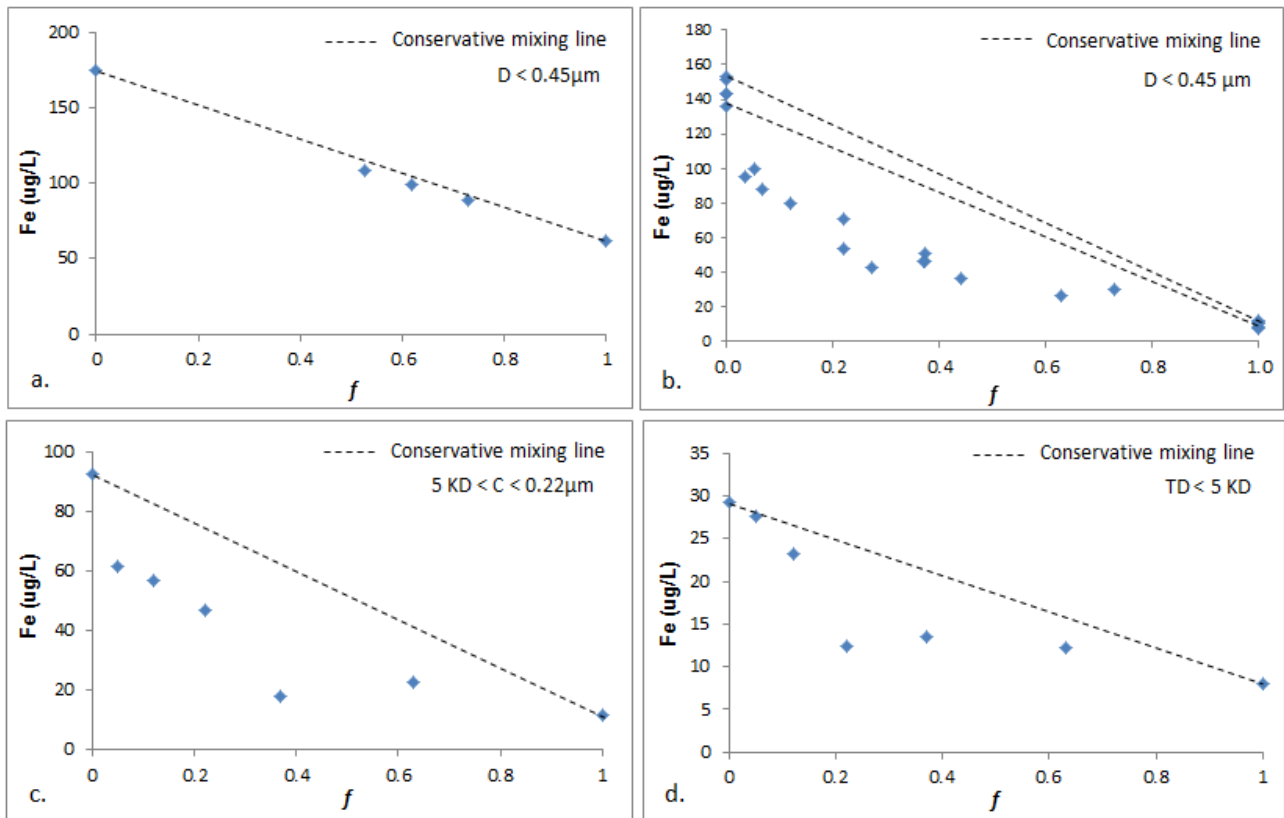 200
150
100
50
0
Fe (ug/L)
Conservative mixing line
D < 0.45μm
0 0.2 0.4 0.6 0.8 1
a.
f
180
160
140
120
100
80
60
40
20
0
Fe (ug/L)
Conservative mixing line
D < 0.45 μm
0.0 0.2 0.4 0.6 0.8 1.0
b.
f
100
80
60
40
20
0
Fe (ug/L)
Conservative mixing line
5 KD < C < 0.22μm
0 0.2 0.4 0.6 0.8 1
c.
f
35
30
25
20
15
10
5
0
Fe (ug/L)
Conservative mixing line
TD < 5 KD
0 0.2 0.4 0.6 0.8 1
d.
f